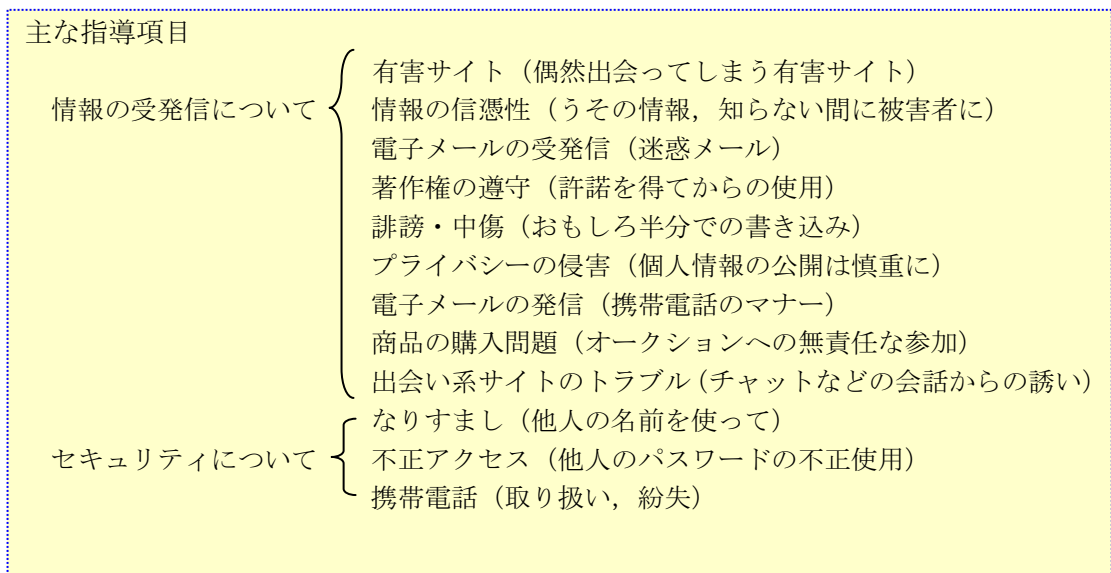 主な指導項目
有害サイト（偶然出会ってしまう有害サイト）
情報の受発信について 情報の信憑性（うその情報，知らない間に被害者に）
電子メールの受発信（迷惑メール）
著作権の遵守（許諾を得てからの使用）
誹謗・中傷（おもしろ半分での書き込み）
プライバシーの侵害（個人情報の公開は慎重に）
電子メールの発信（携帯電話のマナー）
商品の購入問題（オークションへの無責任な参加）
出会い系サイトのトラブル（チャットなどの会話からの誘い）
なりすまし（他人の名前を使って）
セキュリティについて 不正アクセス（他人のパスワードの不正使用）
携帯電話（取り扱い，紛失）